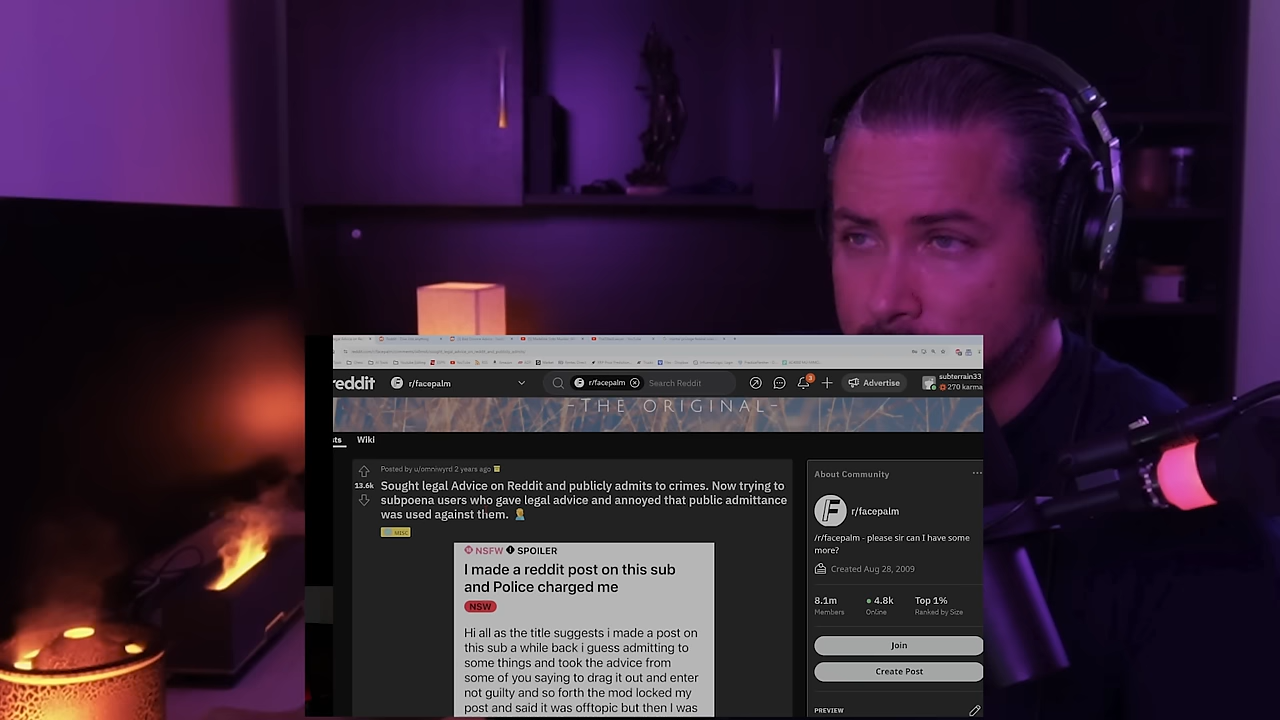 reddit
r/facepalm
r/facepalm
Search Reddit
3
Advertise
subterrain33
270 karma
-THE ORIGINAL-
Wiki
Posted by u/omniwyrd 2 years ago
13.6k
Sought legal Advice on Reddit and publicly admits to crimes. Now trying to
subpoena users who gave legal advice and annoyed that public admittance
was used against them. 🤦
MISC
NSFW SPOILER
I made a reddit post on this sub
and Police charged me
NSW
Hi all as the title suggests i made a post on
this sub a while back i guess admitting to
some things and took the advice from
some of you saying to drag it out and enter
not guilty and so forth the mod locked my
post and said it was offtopic but then I was
About Community
r/facepalm
/r/facepalm - please sir can I have some
more?
Created Aug 28, 2009
8.1m
4.8k
Top 1%
Members
Online
Ranked by Size
Join
Create Post
PREVIEW